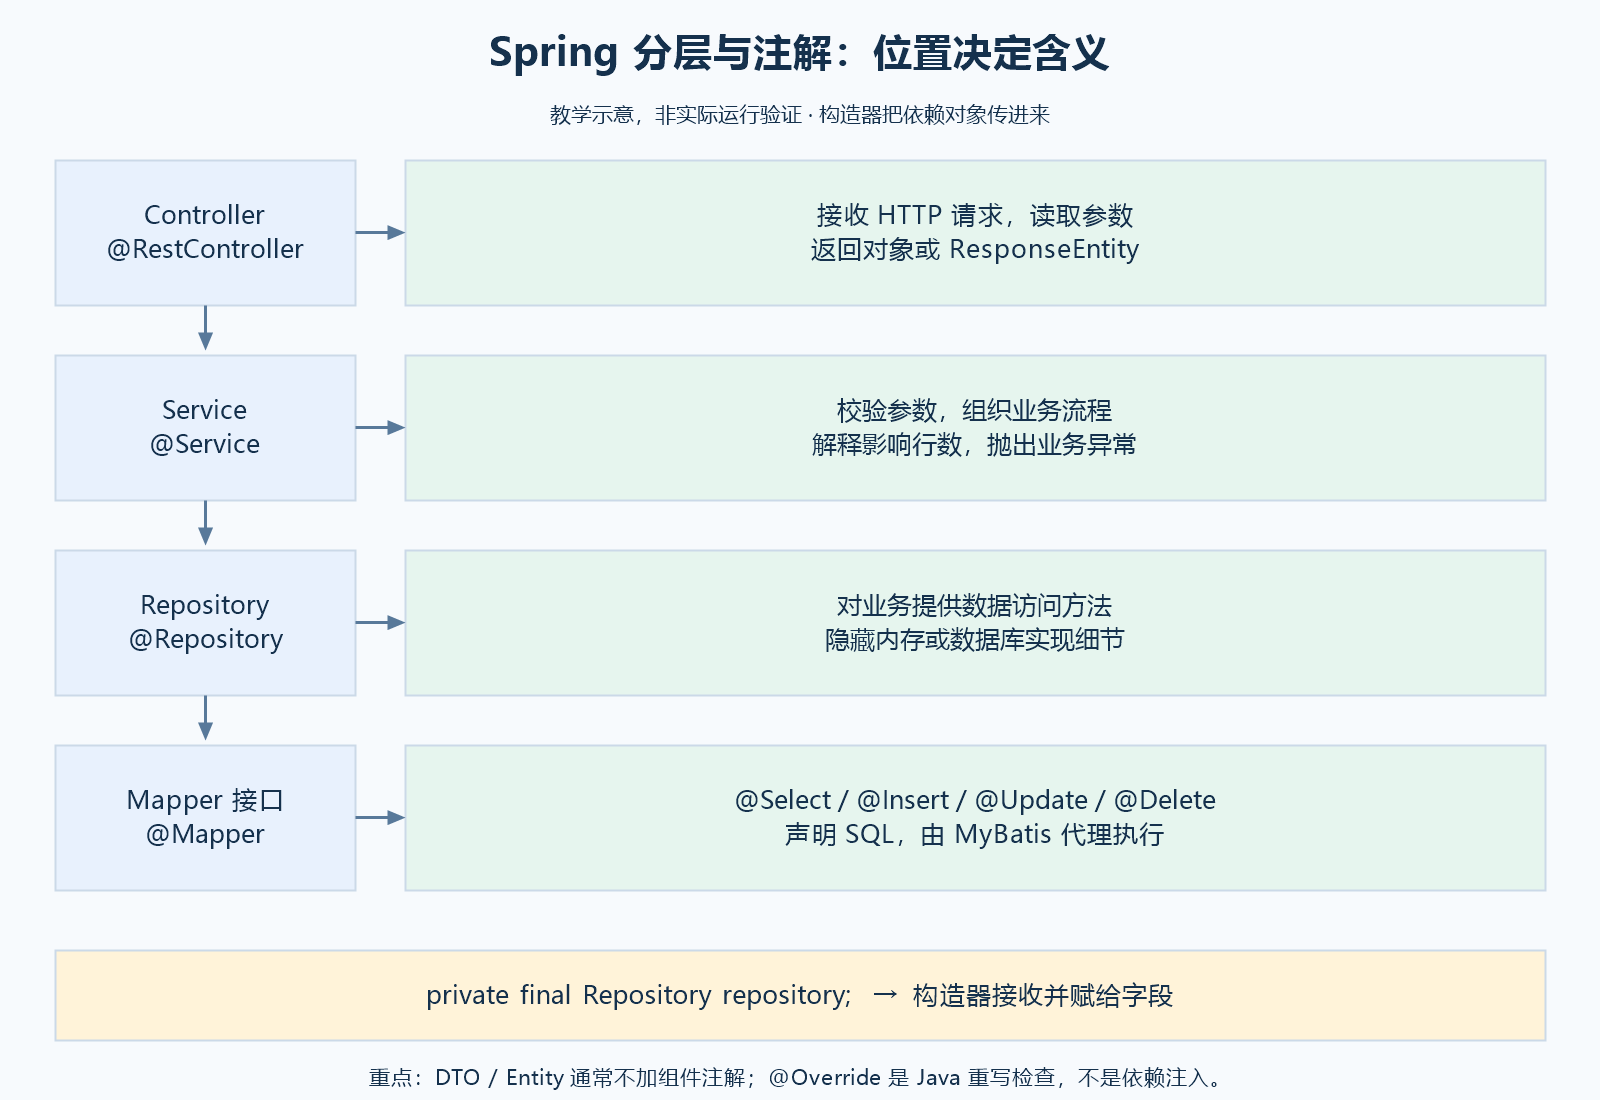 Spring 分层与注解：位置决定含义
教学示意，非实际运行验证 · 构造器把依赖对象传进来
Controller
@RestController
接收 HTTP 请求，读取参数
返回对象或 ResponseEntity
Service
@Service
校验参数，组织业务流程
解释影响行数，抛出业务异常
Repository
@Repository
对业务提供数据访问方法
隐藏内存或数据库实现细节
Mapper 接口
@Mapper
@Select / @Insert / @Update / @Delete
声明 SQL，由 MyBatis 代理执行
private final Repository repository; → 构造器接收并赋给字段
重点：DTO / Entity 通常不加组件注解；@Override 是 Java 重写检查，不是依赖注入。